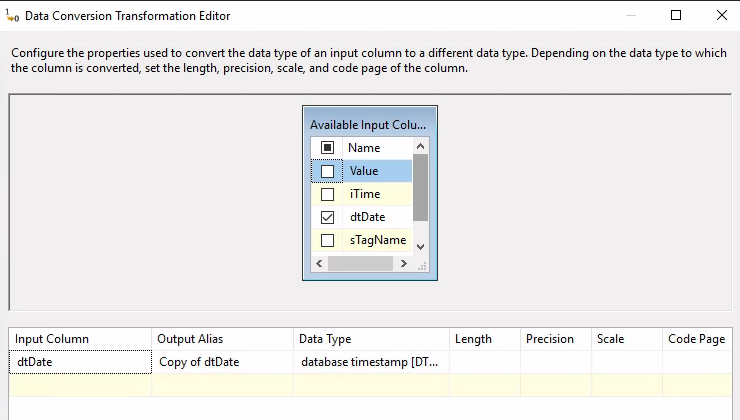 Data Conversion Transformation Editor
Configure the properties used to convert the data type of an input column to a different data type. Depending on the data type to which
the column is converted, set the length, precision, scale, and code page of the column.
Available Input Colu...
Name
Value
iTime
dtDate
sTagName
Input Column Output Alias Data Type Length Precision Scale Code Page
dtDate Copy of dtDate database timestamp [DT...